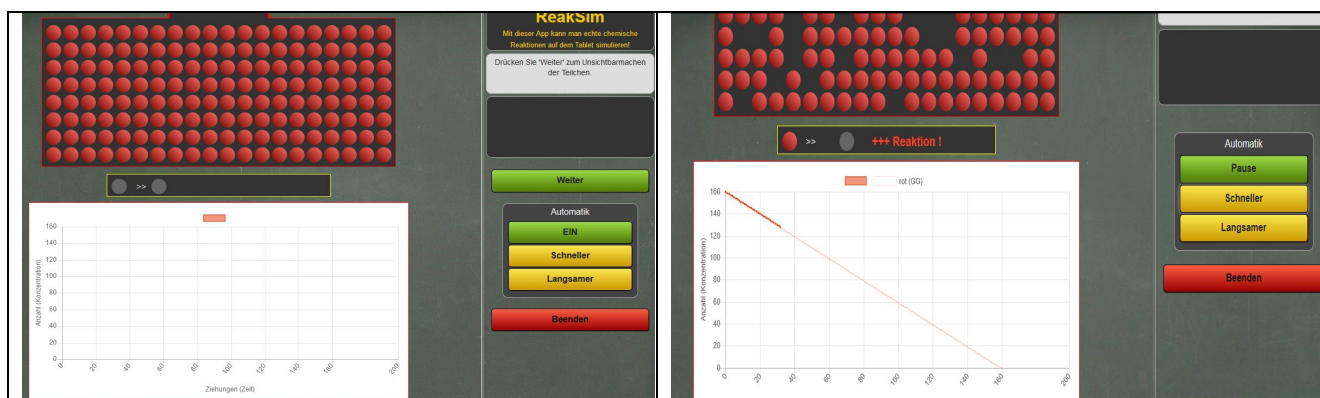 ReakSim
Mit dieser App kann man echte chemische
Reaktionen auf dem Tablet simulieren!
Drücken Sie 'Weiter' zum Unsichtbarmachen
der Teilchen.
>>
Weiter
Automatik
EIN
Schneller
Langsamer
Beenden
Anzahl (Konzentration)
160
140
120
100
80
60
40
20
0
0 20 40 60 80 100 120 140 160 200
Ziehungen (Zeit)
>> +++ Reaktion !
Automatik
Pause
Schneller
Langsamer
Beenden
rot (GG)
Anzahl (Konzentration)
160
140
120
100
80
60
40
20
0
0 20 40 60 80 100 120 140 160 200